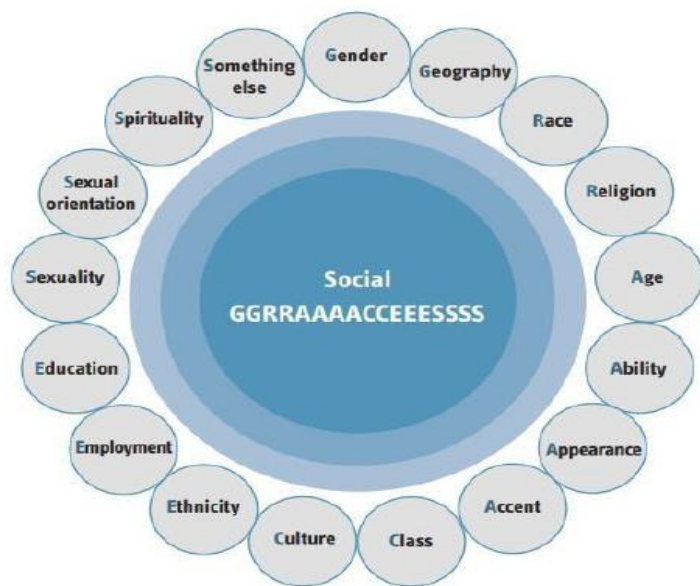 Social
GGRRAAAACCEEESSSS
Gender
Geography
Race
Religion
Age
Ability
Appearance
Accent
Class
Culture
Ethnicity
Employment
Education
Sexuality
Sexual
orientation
Spirituality
Something
else